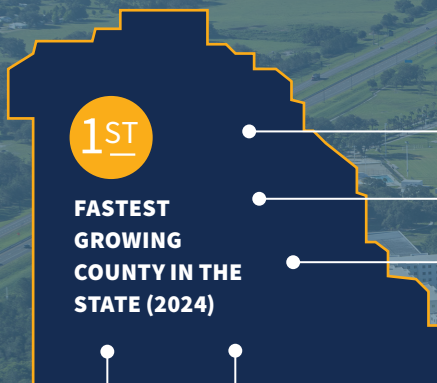 1ST
FASTEST
GROWING
COUNTY IN THE
STATE (2024)